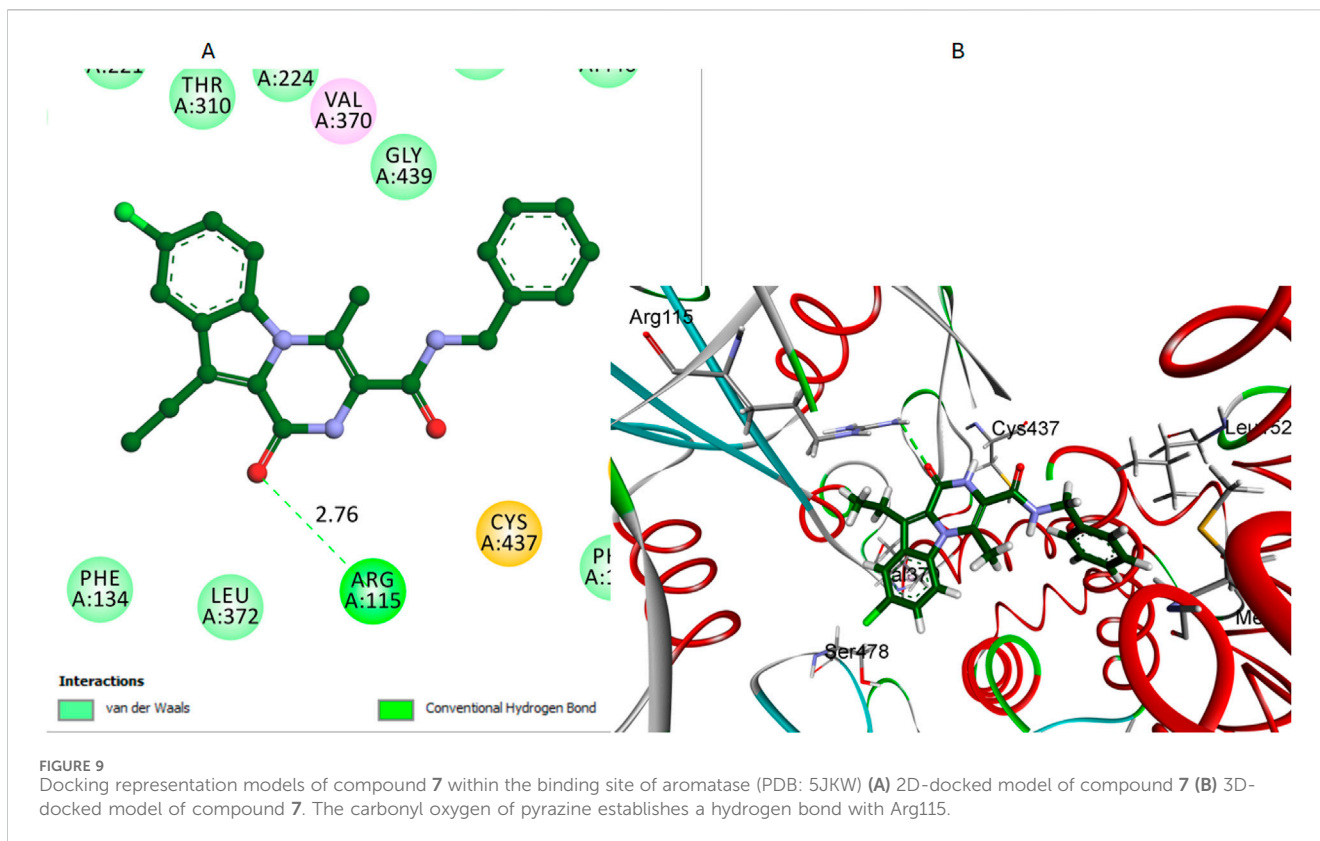 A
B
THR
A:310
A:224
VAL
A:370
GLY
A:439
2.76
CYS
A:437
PHE
A:134
LEU
A:372
ARG
A:115
Interactions
van der Waals
Conventional Hydrogen Bond
Arg115
Cys437
Ser478
FIGURE 9
Docking representation models of compound 7 within the binding site of aromatase (PDB: 5JKW) (A) 2D-docked model of compound 7 (B) 3D-
docked model of compound 7. The carbonyl oxygen of pyrazine establishes a hydrogen bond with Arg115.